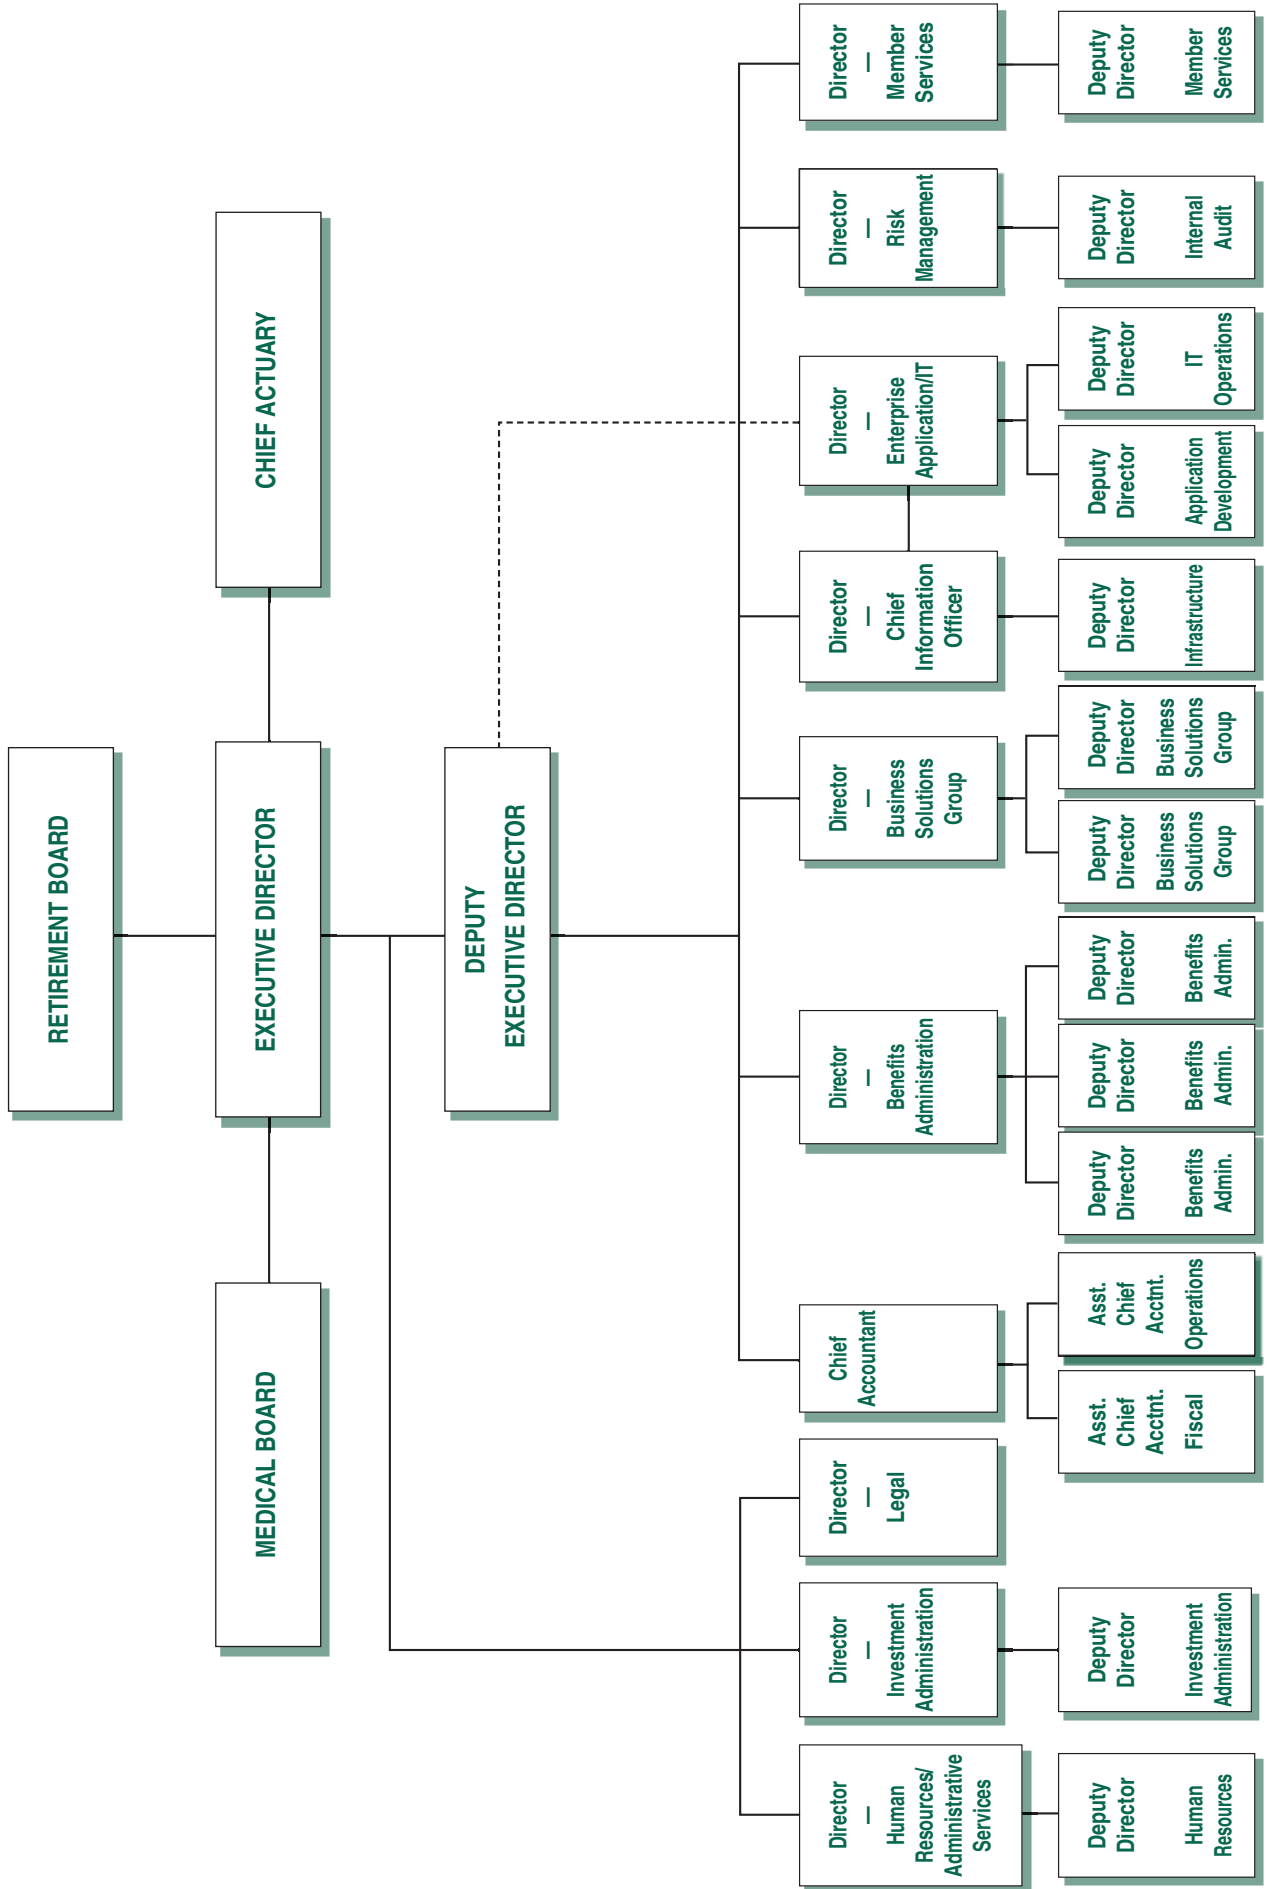 RETIREMENT BOARD
MEDICAL BOARD
EXECUTIVE DIRECTOR
CHIEF ACTUARY
DEPUTY
EXECUTIVE DIRECTOR
Director
—
Human
Resources/
Administrative
Services
Director
—
Investment
Administration
Director
—
Legal
Chief
Accountant
Director
—
Benefits
Administration
Director
—
Business
Solutions
Group
Director
—
Chief
Information
Officer
Director
—
Enterprise
Application/IT
Director
—
Risk
Management
Director
—
Member
Services
Deputy
Director
Human
Resources
Deputy
Director
Investment
Administration
Asst.
Chief
Acctnt.
Fiscal
Asst.
Chief
Acctnt.
Operations
Deputy
Director
Benefits
Admin.
Deputy
Director
Benefits
Admin.
Deputy
Director
Benefits
Admin.
Deputy
Director
Business
Solutions
Group
Deputy
Director
Business
Solutions
Group
Deputy
Director
Infrastructure
Deputy
Director
Application
Development
Deputy
Director
IT
Operations
Deputy
Director
Internal
Audit
Deputy
Director
Member
Services